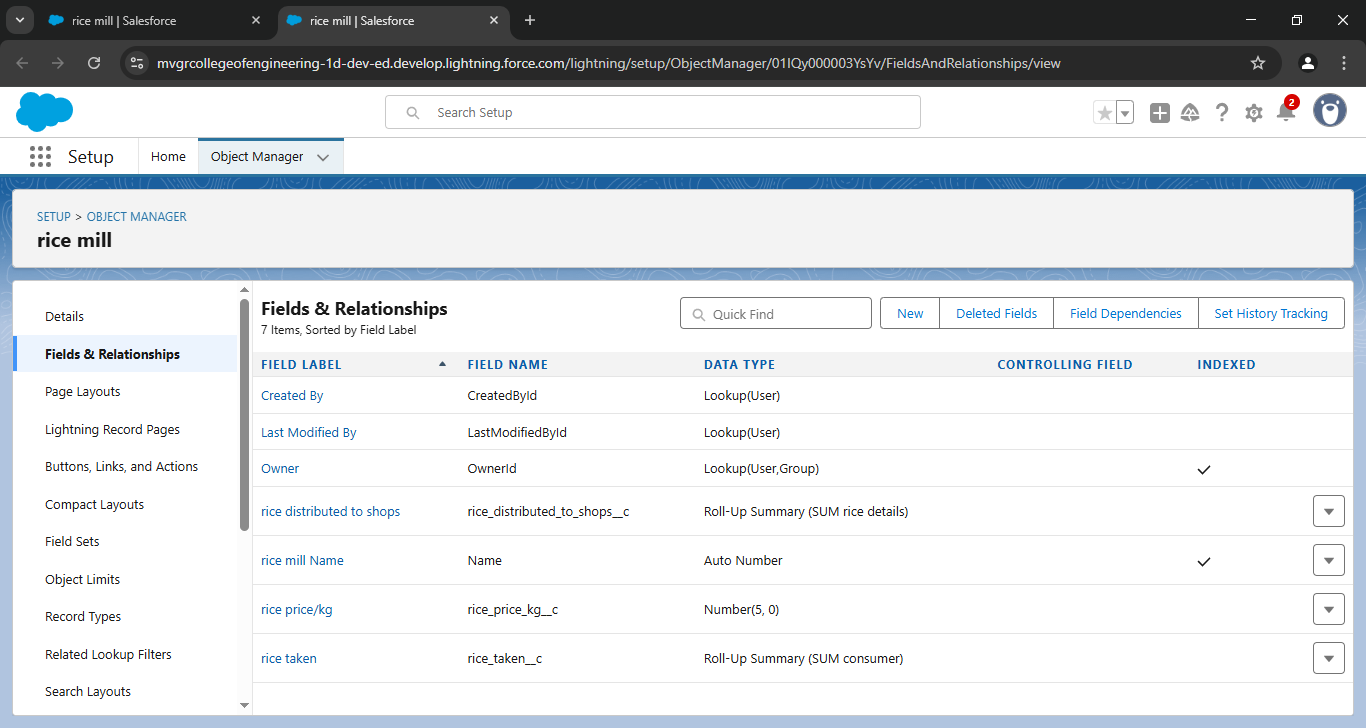 rice mill | Salesforce
rice mill | Salesforce
mvgrcollegeofengineering-1d-dev-ed.develop.lightning.force.com/lightning/setup/ObjectManager/01IQy000003YsYv/FieldsAndRelationships/view
Search Setup
2
Setup
Home
Object Manager
SETUP > OBJECT MANAGER
rice mill
Details
Fields & Relationships
Page Layouts
Lightning Record Pages
Buttons, Links, and Actions
Compact Layouts
Field Sets
Object Limits
Record Types
Related Lookup Filters
Search Layouts
Fields & Relationships
7 Items, Sorted by Field Label
Quick Find
New
Deleted Fields
Field Dependencies
Set History Tracking
FIELD LABEL FIELD NAME DATA TYPE CONTROLLING FIELD INDEXED
Created By CreatedById Lookup(User)
Last Modified By LastModifiedById Lookup(User)
Owner OwnerId Lookup(User,Group)
rice distributed to shops rice_distributed_to_shops__c Roll-Up Summary (SUM rice details)
rice mill Name Name Auto Number
rice price/kg rice_price_kg__c Number(5, 0)
rice taken rice_taken__c Roll-Up Summary (SUM consumer)